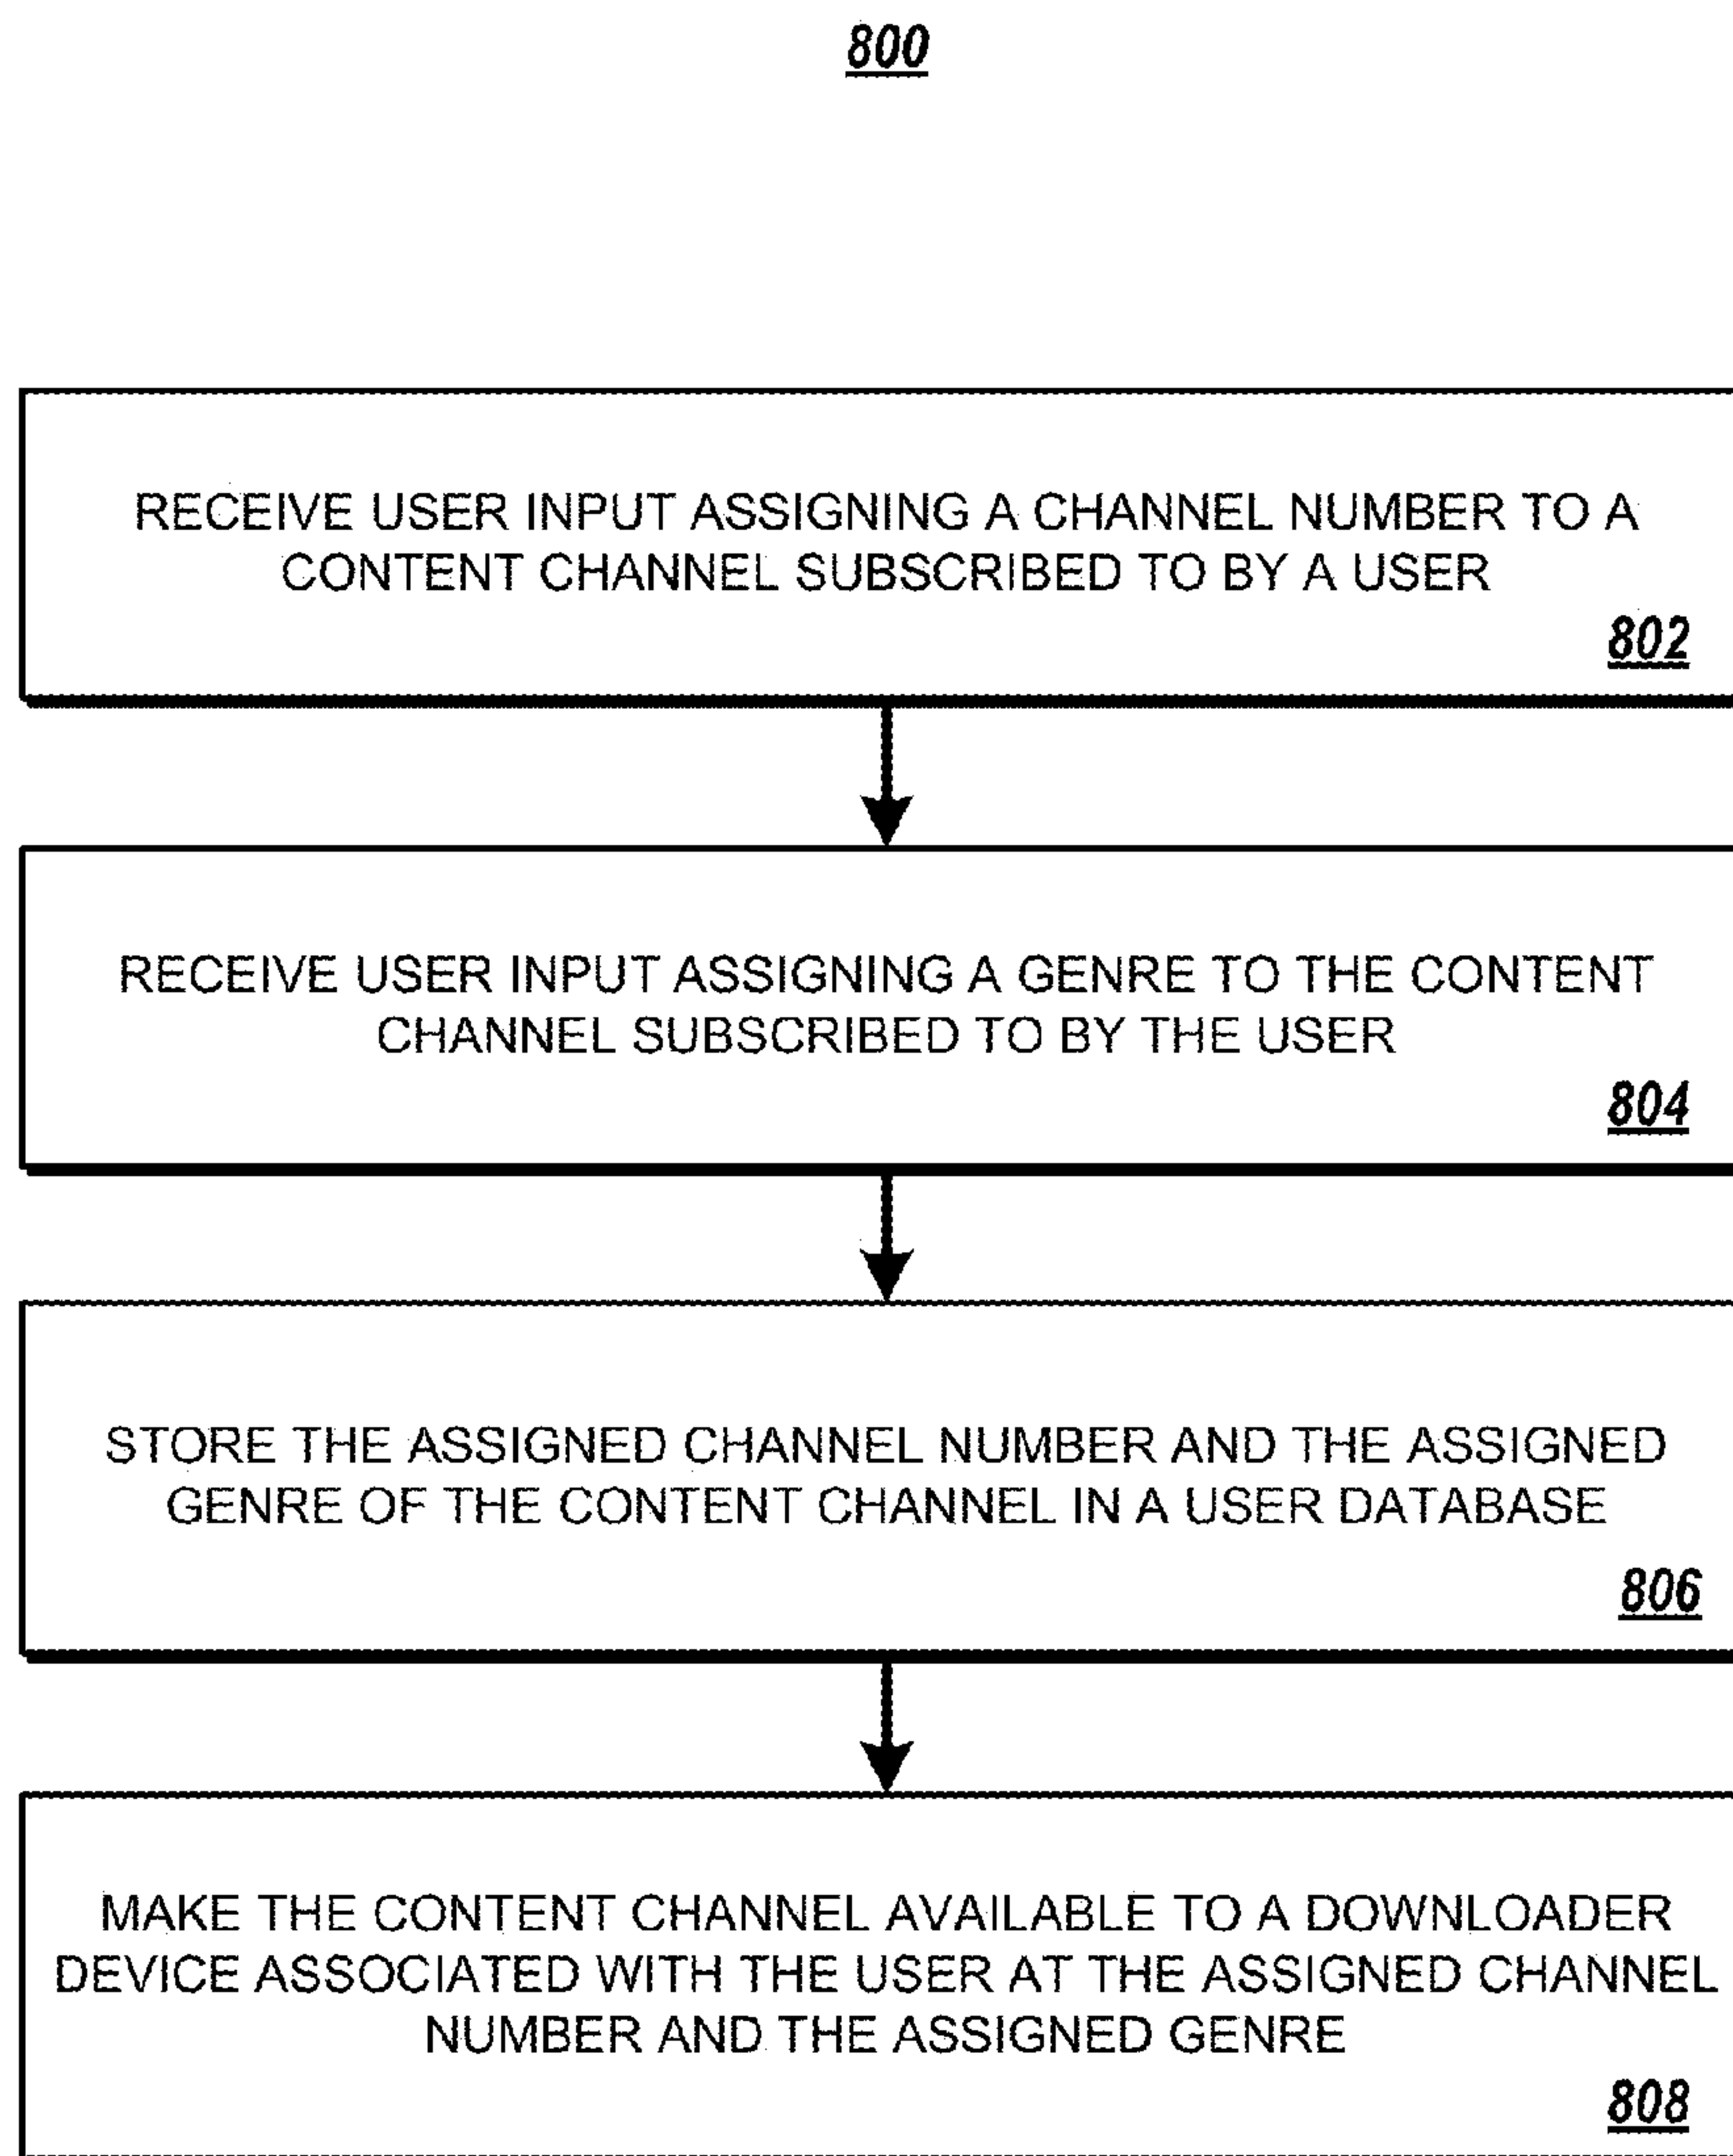 800
RECEIVE USER INPUT ASSIGNING A CHANNEL NUMBER TO A
CONTENT CHANNEL SUBSCRIBED TO BY A USER
802
RECEIVE USER INPUT ASSIGNING A GENRE TO THE CONTENT
CHANNEL SUBSCRIBED TO BY THE USER
804
STORE THE ASSIGNED CHANNEL NUMBER AND THE ASSIGNED
GENRE OF THE CONTENT CHANNEL IN A USER DATABASE
806
MAKE THE CONTENT CHANNEL AVAILABLE TO A DOWNLOADER
DEVICE ASSOCIATED WITH THE USER AT THE ASSIGNED CHANNEL
NUMBER AND THE ASSIGNED GENRE
808